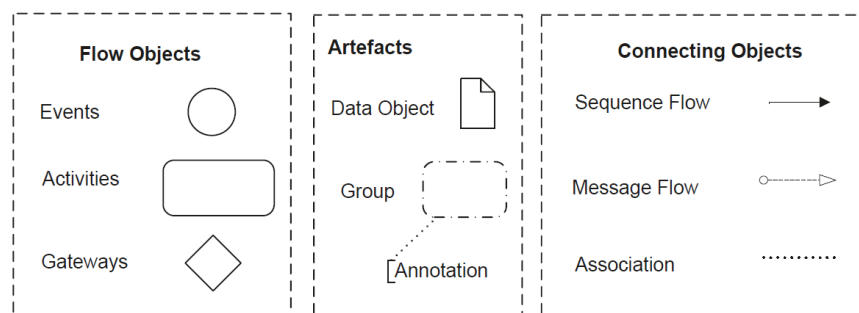 Flow Objects
Events
Activities
Gateways
Artefacts
Data Object
Group
Annotation
Connecting Objects
Sequence Flow
Message Flow
Association